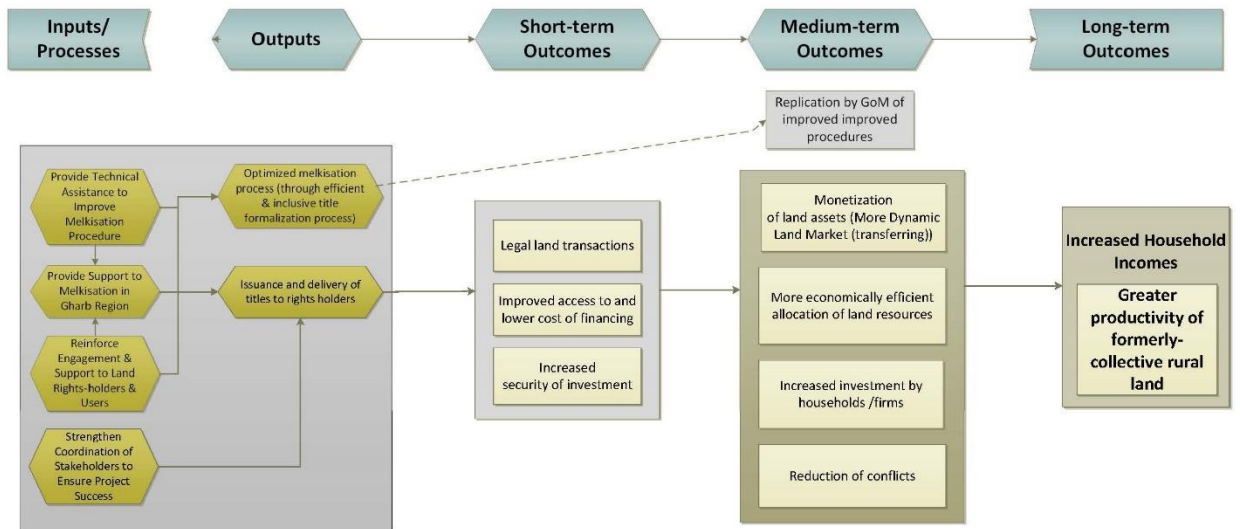 Inputs/
Processes
Outputs
Short-term
Outcomes
Medium-term
Outcomes
Long-term
Outcomes
Replication by GoM of
improved improved
procedures
Provide Technical
Assistance to
Improve Melkisation
Procedure
Optimized melkisation
process (through efficient
& inclusive title
formalization process)
Provide Support to
Melkisation in
Gharb Region
Issuance and delivery of
titles to rights holders
Reinforce
Engagement &
Support to Land
Rights-holders &
Users
Strengthen
Coordination of
Stakeholders to
Ensure Project
Success
Legal land transactions
Improved access to and
lower cost of financing
Increased
security of investment
Monetization
of land assets (More Dynamic
Land Market (transferring))
More economically efficient
allocation of land resources
Increased investment by
households /firms
Reduction of conflicts
Increased Household
Incomes
Greater
productivity of
formerly-
collective rural
land